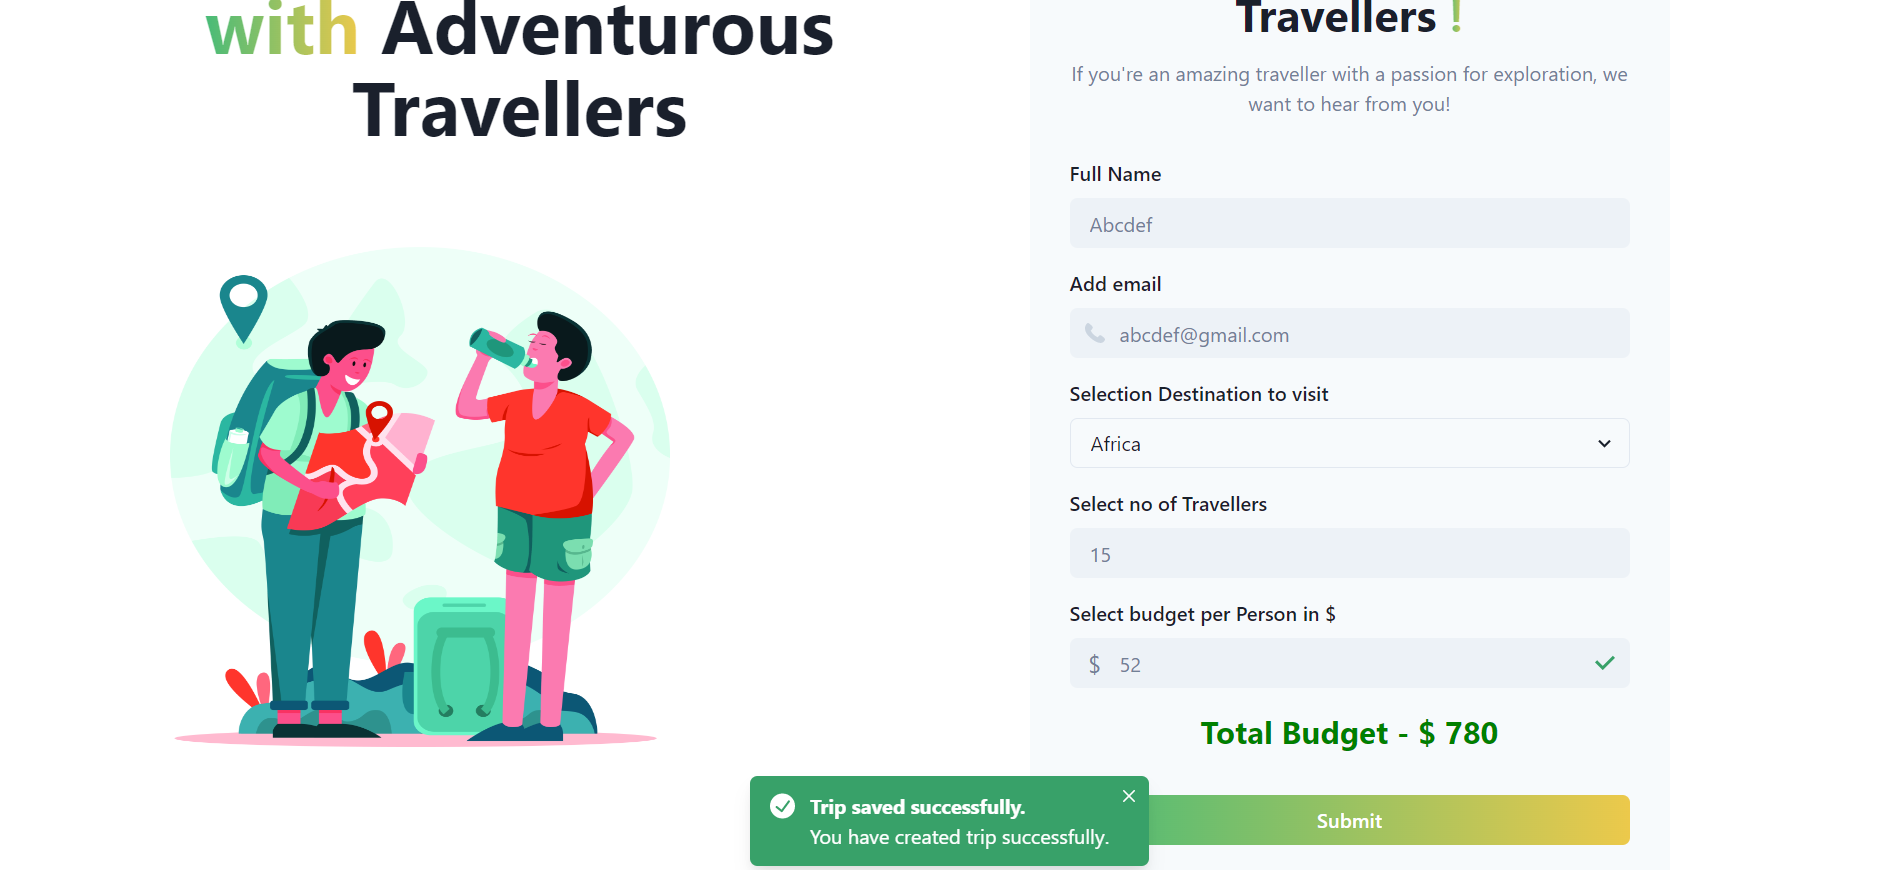 with Adventurous
Travellers
Travellers !
If you're an amazing traveller with a passion for exploration, we
want to hear from you!
Full Name
Abcdef
Add email
abcdef@gmail.com
Selection Destination to visit
Africa
Select no of Travellers
15
Select budget per Person in $
$ 52
Total Budget - $ 780
Submit
Trip saved successfully.
You have created trip successfully.